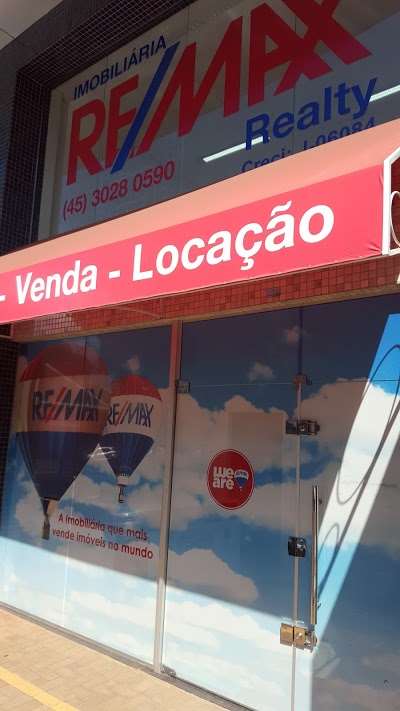 IMOBILIÁRIA
RE/MAX
Realty
(45) 3028 0590
Creci: J-06084
- Venda - Locação
RE/MAX
RE/MAX
we
are
A imobiliária que mais
vende imóveis no mundo